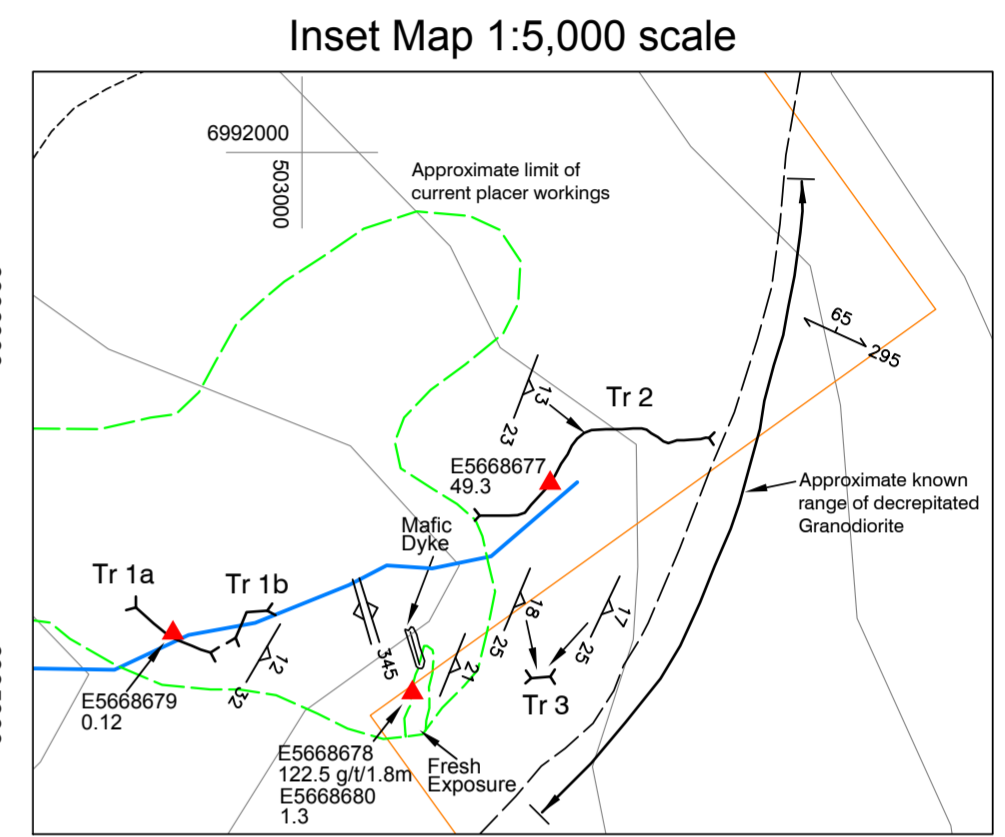 Inset Map 1:5,000 scale
6992000
503000
Approximate limit of
current placer workings
65
295
13
23
Tr 2
E5668677
49.3
Approximate known
range of decrepitated
Granodiorite
Mafic
Dyke
Tr 1a
Tr 1b
18
25
17
25
345
21
12
32
Tr 3
E5668679
0.12
E5668678
122.5 g/t/1.8m
E5668680
1.3
Fresh
Exposure